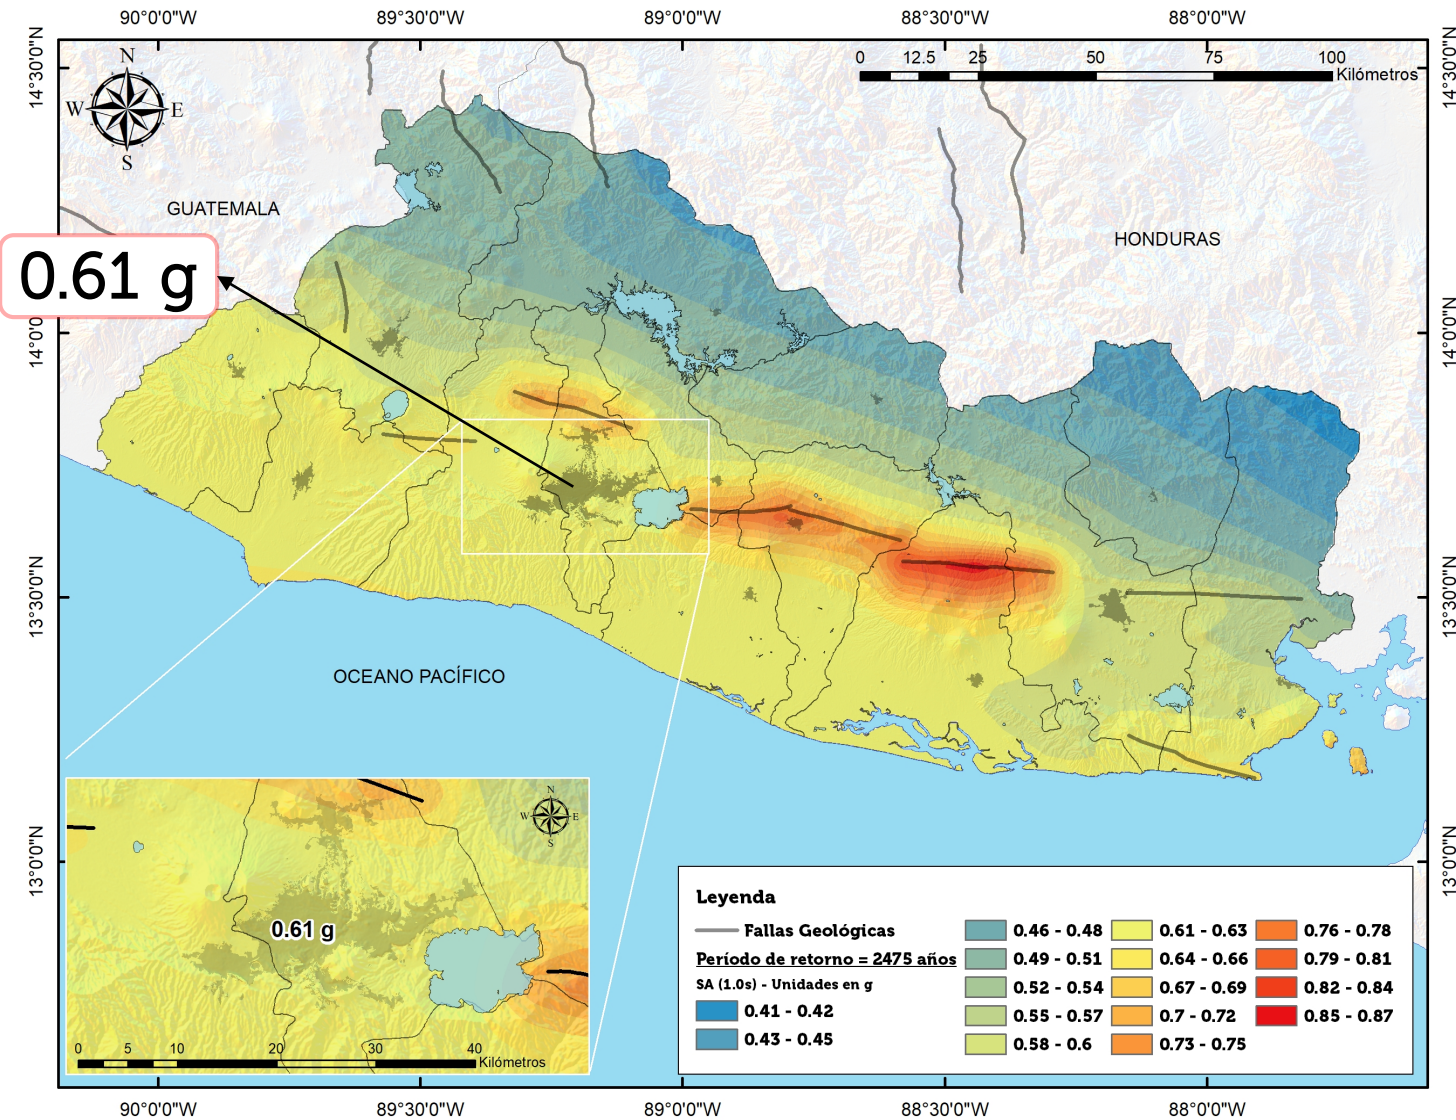 90°0'0"W 89°30'0"W 89°0'0"W 88°30'0"W 88°0'0"W
14°30'0"N
14°30'0"N
N
W E
S
0 12.5 25 50 75 100
Kilómetros
GUATEMALA
HONDURAS
0.61 g
14°0'0"N
13°30'0"N
13°30'0"N
OCEANO PACÍFICO
N
W E
S
0.61 g
0 5 10 20 30 40
Kilómetros
13°0'0"N
13°0'0"N
Leyenda
Fallas Geológicas
Período de retorno = 2475 años
SA (1.0s) - Unidades en g
0.41 - 0.42
0.43 - 0.45
0.46 - 0.48
0.49 - 0.51
0.52 - 0.54
0.55 - 0.57
0.58 - 0.6
0.61 - 0.63
0.64 - 0.66
0.67 - 0.69
0.7 - 0.72
0.73 - 0.75
0.76 - 0.78
0.79 - 0.81
0.82 - 0.84
0.85 - 0.87
90°0'0"W 89°30'0"W 89°0'0"W 88°30'0"W 88°0'0"W